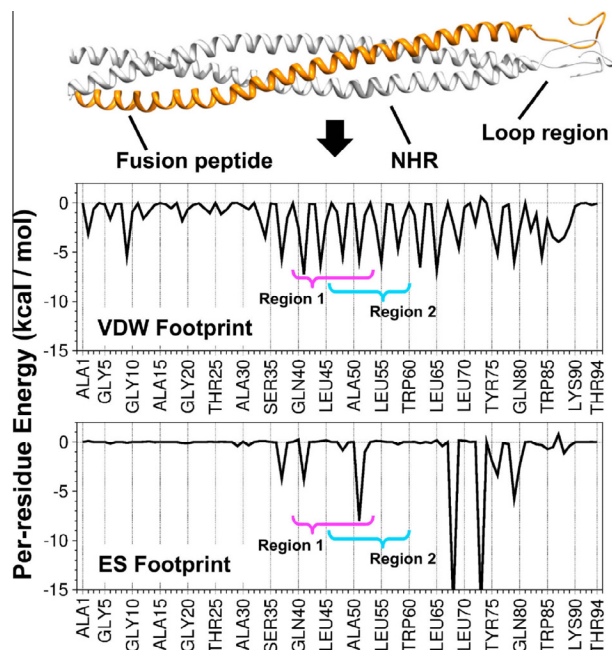 Fusion peptide
NHR
Loop region
Per-residue Energy (kcal / mol)
0
-5
-10
-15
Region 1
Region 2
VDW Footprint
ALA1
GLY5
GLY10
ALA15
GLY20
THR25
ALA30
SER35
GLN40
LEU45
ALA50
LEU55
TRP60
LEU65
LEU70
TYR75
GLN80
TRP85
LYS90
THR94
0
-5
-10
-15
Region 1
Region 2
ES Footprint
ALA1
GLY5
GLY10
ALA15
GLY20
THR25
ALA30
SER35
GLN40
LEU45
ALA50
LEU55
TRP60
LEU65
LEU70
TYR75
GLN80
TRP85
LYS90
THR94